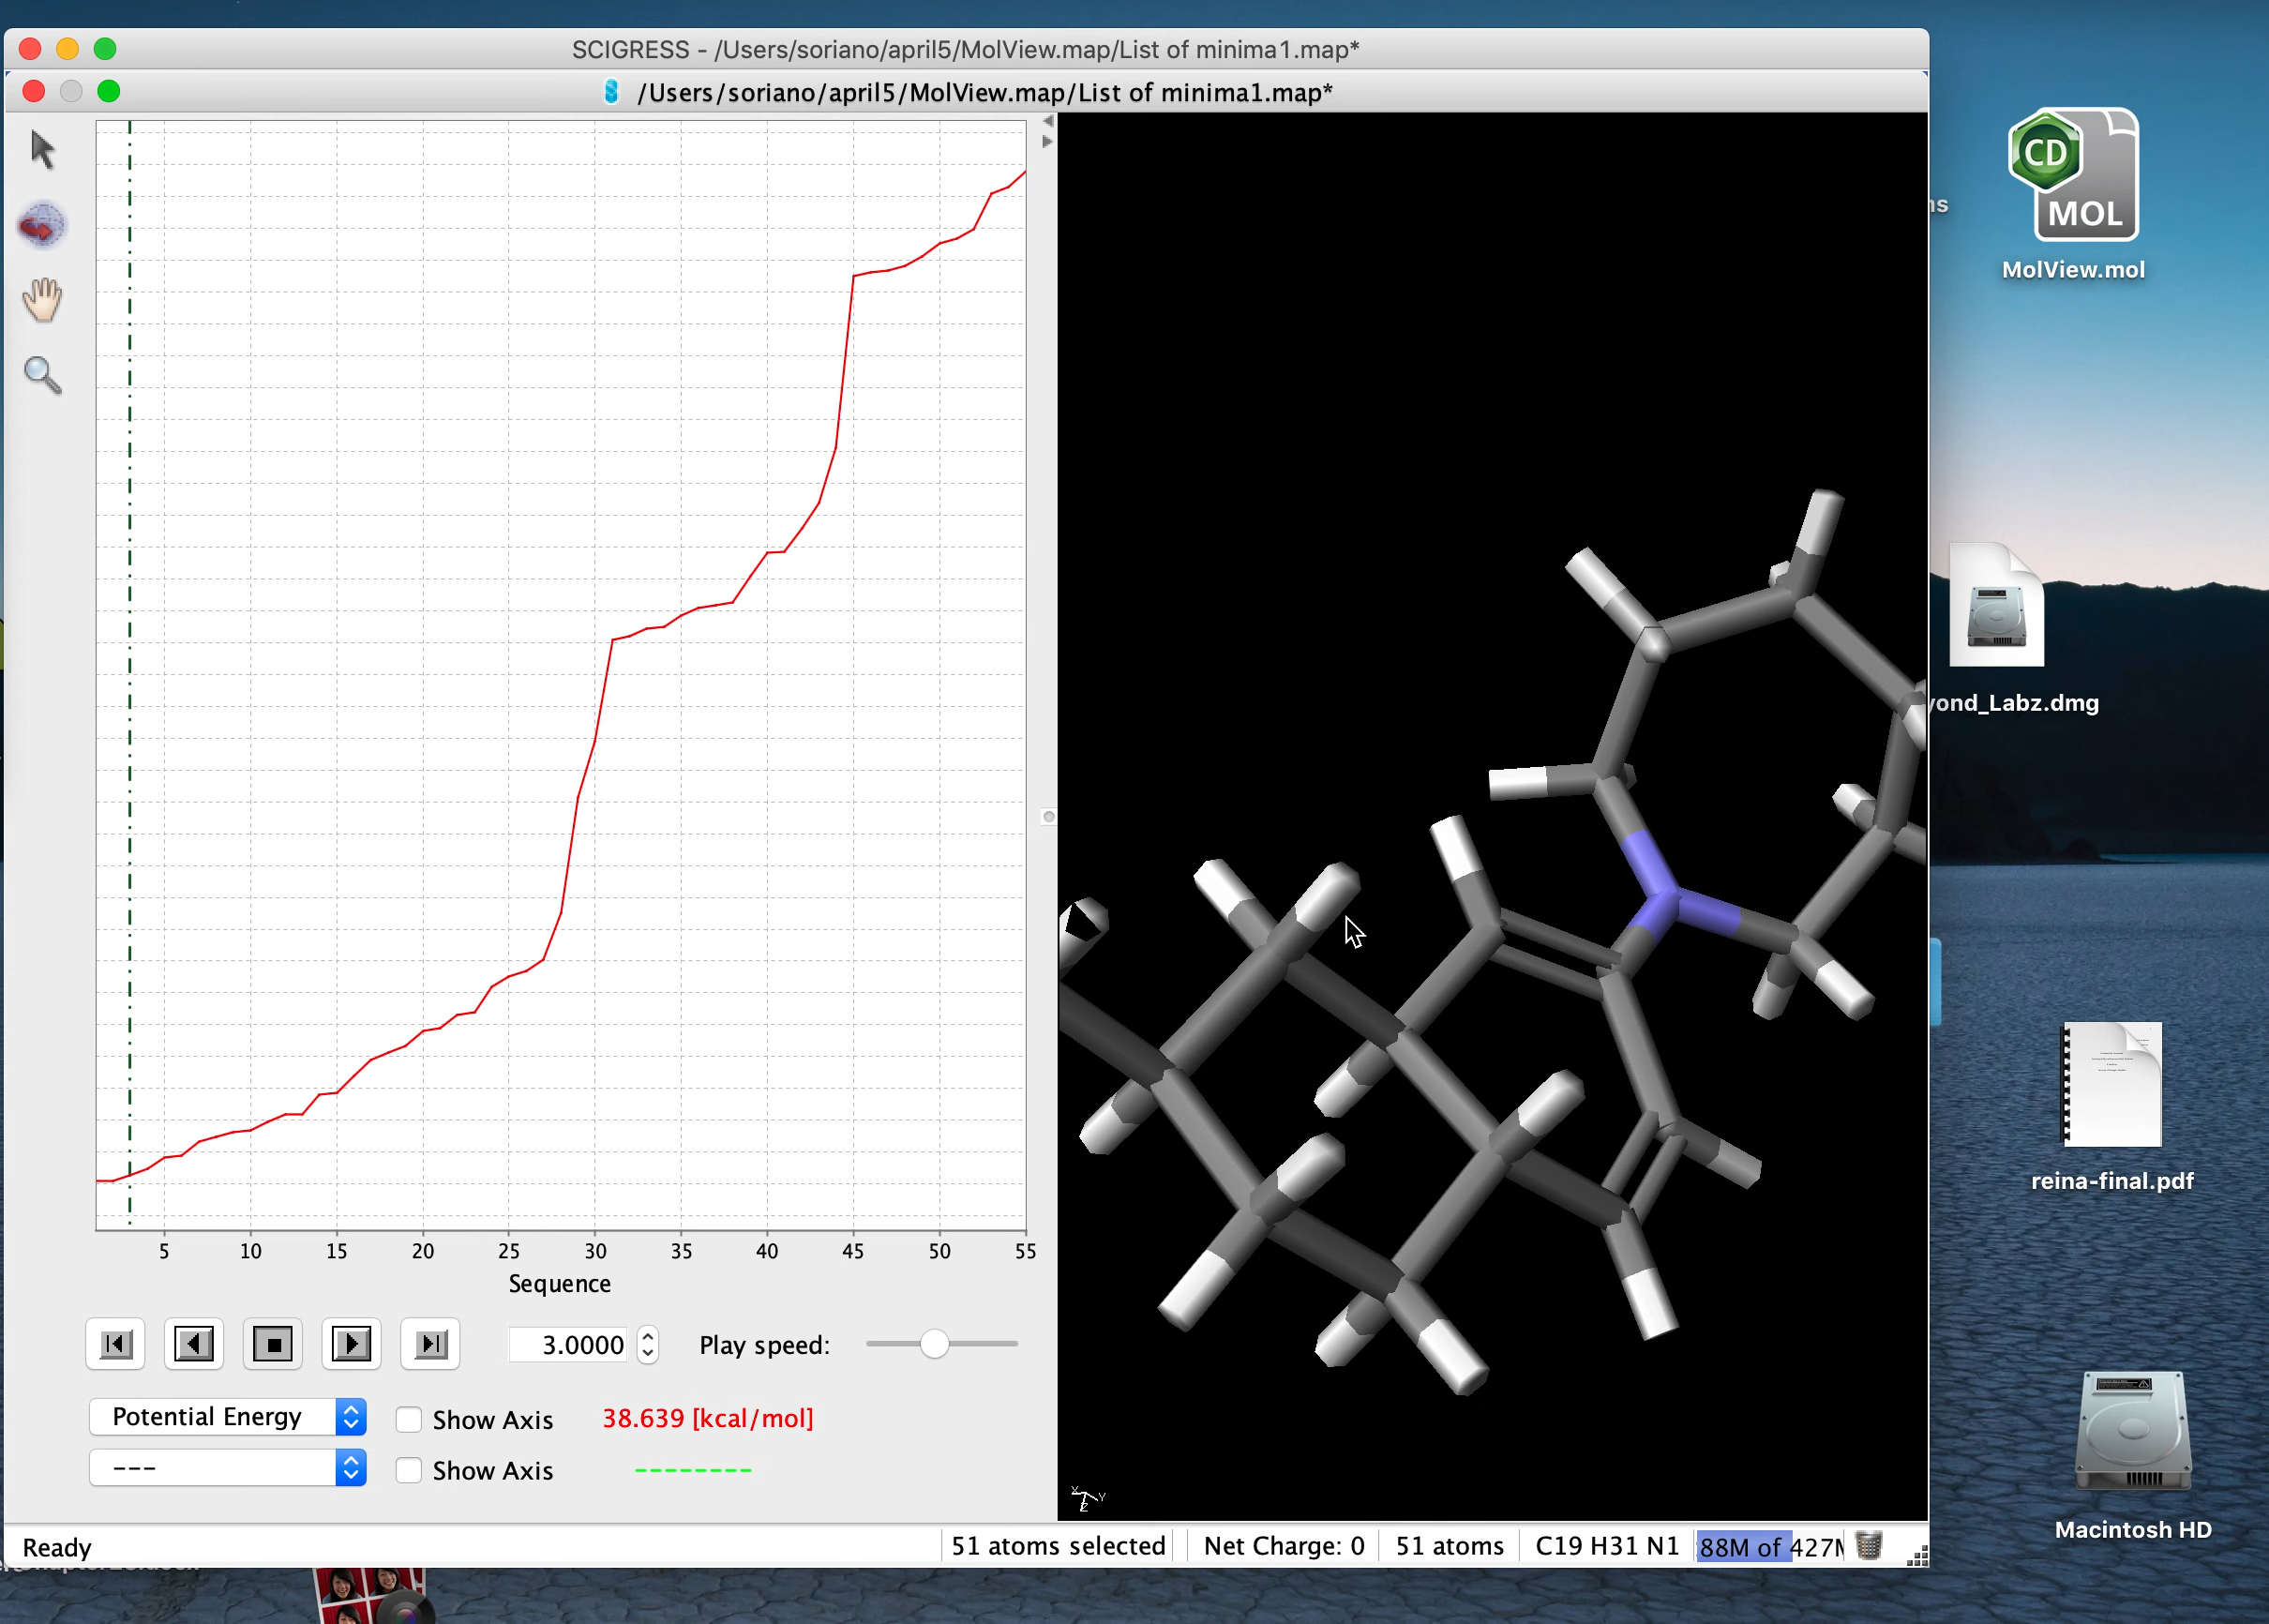 SCIGRESS - /Users/soriano/april5/MolView.map/List of minima1.map*
/Users/soriano/april5/MolView.map/List of minima1.map*
CD
MOL
MolView.mol
yond_Labz.dmg
reina-final.pdf
Macintosh HD
5 10 15 20 25 30 35 40 45 50 55
Sequence
3.0000 Play speed:
Potential Energy Show Axis 38.639 [kcal/mol]
--- Show Axis --------
X Y
Z
Ready 51 atoms selected Net Charge: 0 51 atoms C19 H31 N1 88M of 427M